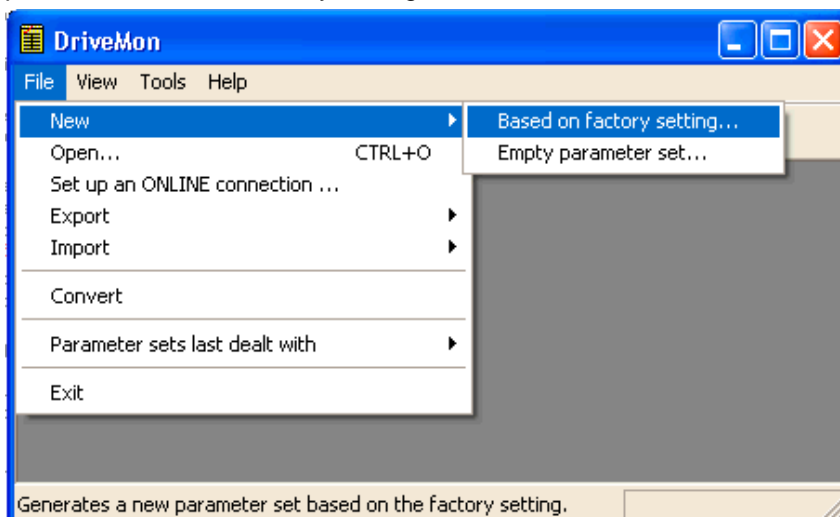 DriveMon
File View Tools Help
New
Based on factory setting...
Open... CTRL+O
Empty parameter set...
Set up an ONLINE connection ...
Export
Import
Convert
Parameter sets last dealt with
Exit
Generates a new parameter set based on the factory setting.